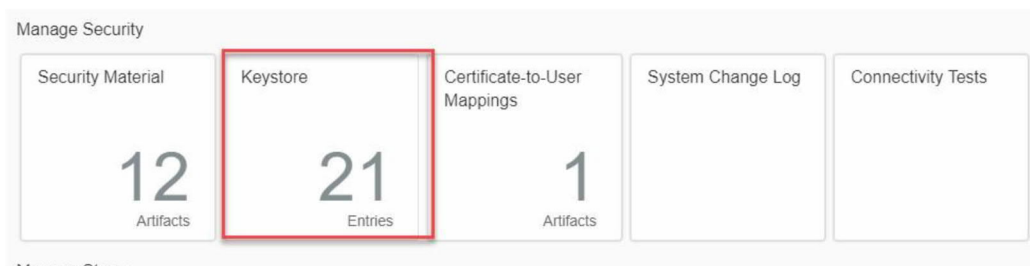 Manage Security
Security Material
Keystore
Certificate-to-User
Mappings
System Change Log
Connectivity Tests
12
Artifacts
21
Entries
1
Artifacts